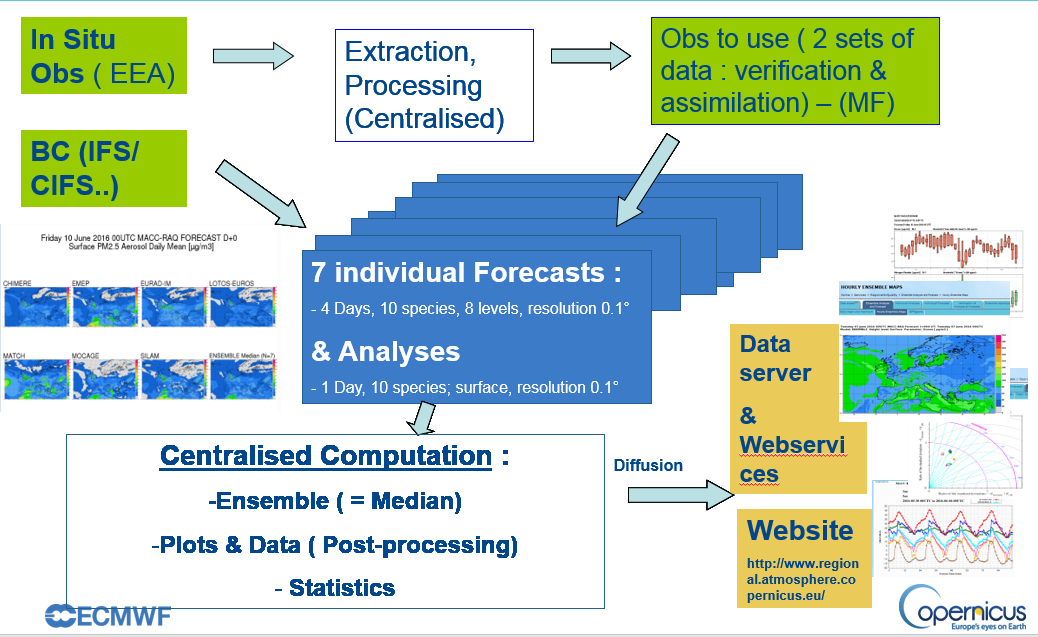 In Situ
Obs ( EEA)
Extraction,
Processing
(Centralised)
Obs to use ( 2 sets of
data : verification &
assimilation) – (MF)
BC (IFS/
CIFS..)
Friday 10 June 2016 00UTC MACC-RAQ FORECAST D+0
Surface PM2.5 Aerosol Daily Mean [µg/m3]
CHIMERE EMEP EURAD-IM LOTOS-EUROS
MATCH MOCAGE SILAM ENSEMBLE Median (N=7)
7 individual Forecasts :
- 4 Days, 10 species, 8 levels, resolution 0.1°
& Analyses
- 1 Day, 10 species; surface, resolution 0.1°
HOURLY ENSEMBLE MAPS
Data
server
&
Webservi
ces
Centralised Computation :
-Ensemble ( = Median)
-Plots & Data ( Post-processing)
- Statistics
Diffusion
Website
http://www.region
al.atmosphere.co
pernicus.eu/
ECMWF
opernicus
Europe's eyes on Earth